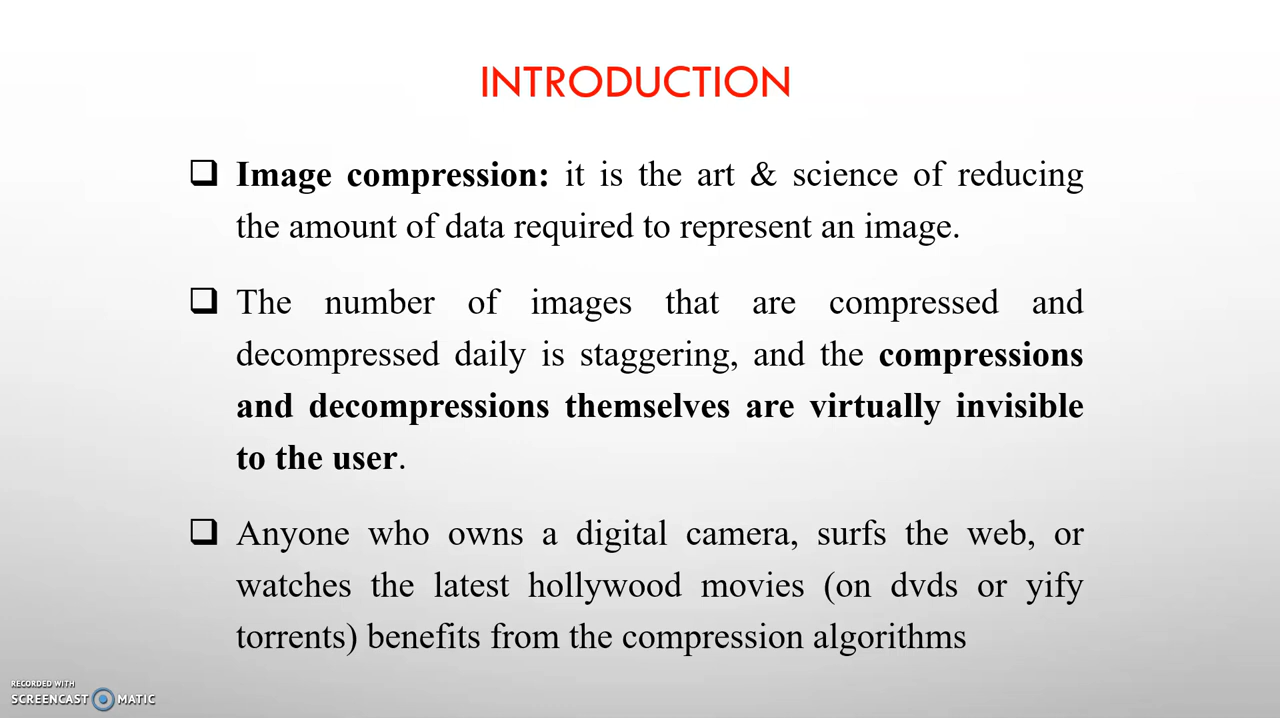 INTRODUCTION
Image compression: it is the art & science of reducing
the amount of data required to represent an image.
The number of images that are compressed and
decompressed daily is staggering, and the compressions
and decompressions themselves are virtually invisible
to the user.
Anyone who owns a digital camera, surfs the web, or
watches the latest hollywood movies (on dvds or yify
torrents) benefits from the compression algorithms
RECORDED WITH
SCREENCAST MATIC